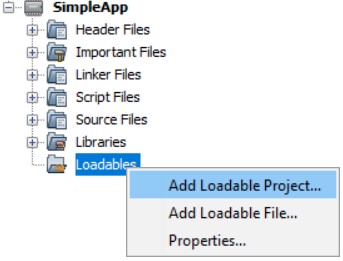 SimpleApp
Header Files
Important Files
Linker Files
Script Files
Source Files
Libraries
Loadables
Add Loadable Project...
Add Loadable File...
Properties...